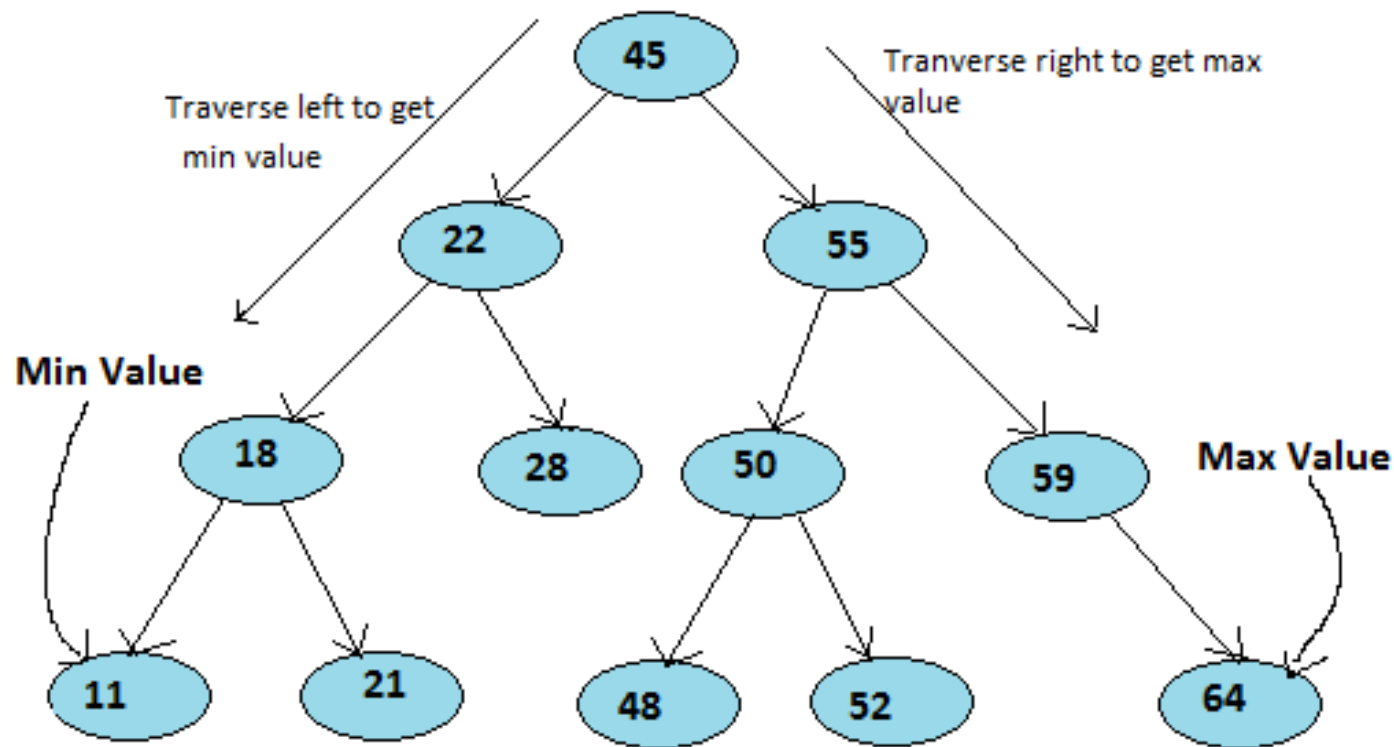 45
Tranverse right to get max
value
Traverse left to get
min value
22
55
Min Value
18
28
50
59
Max Value
11
21
48
52
64